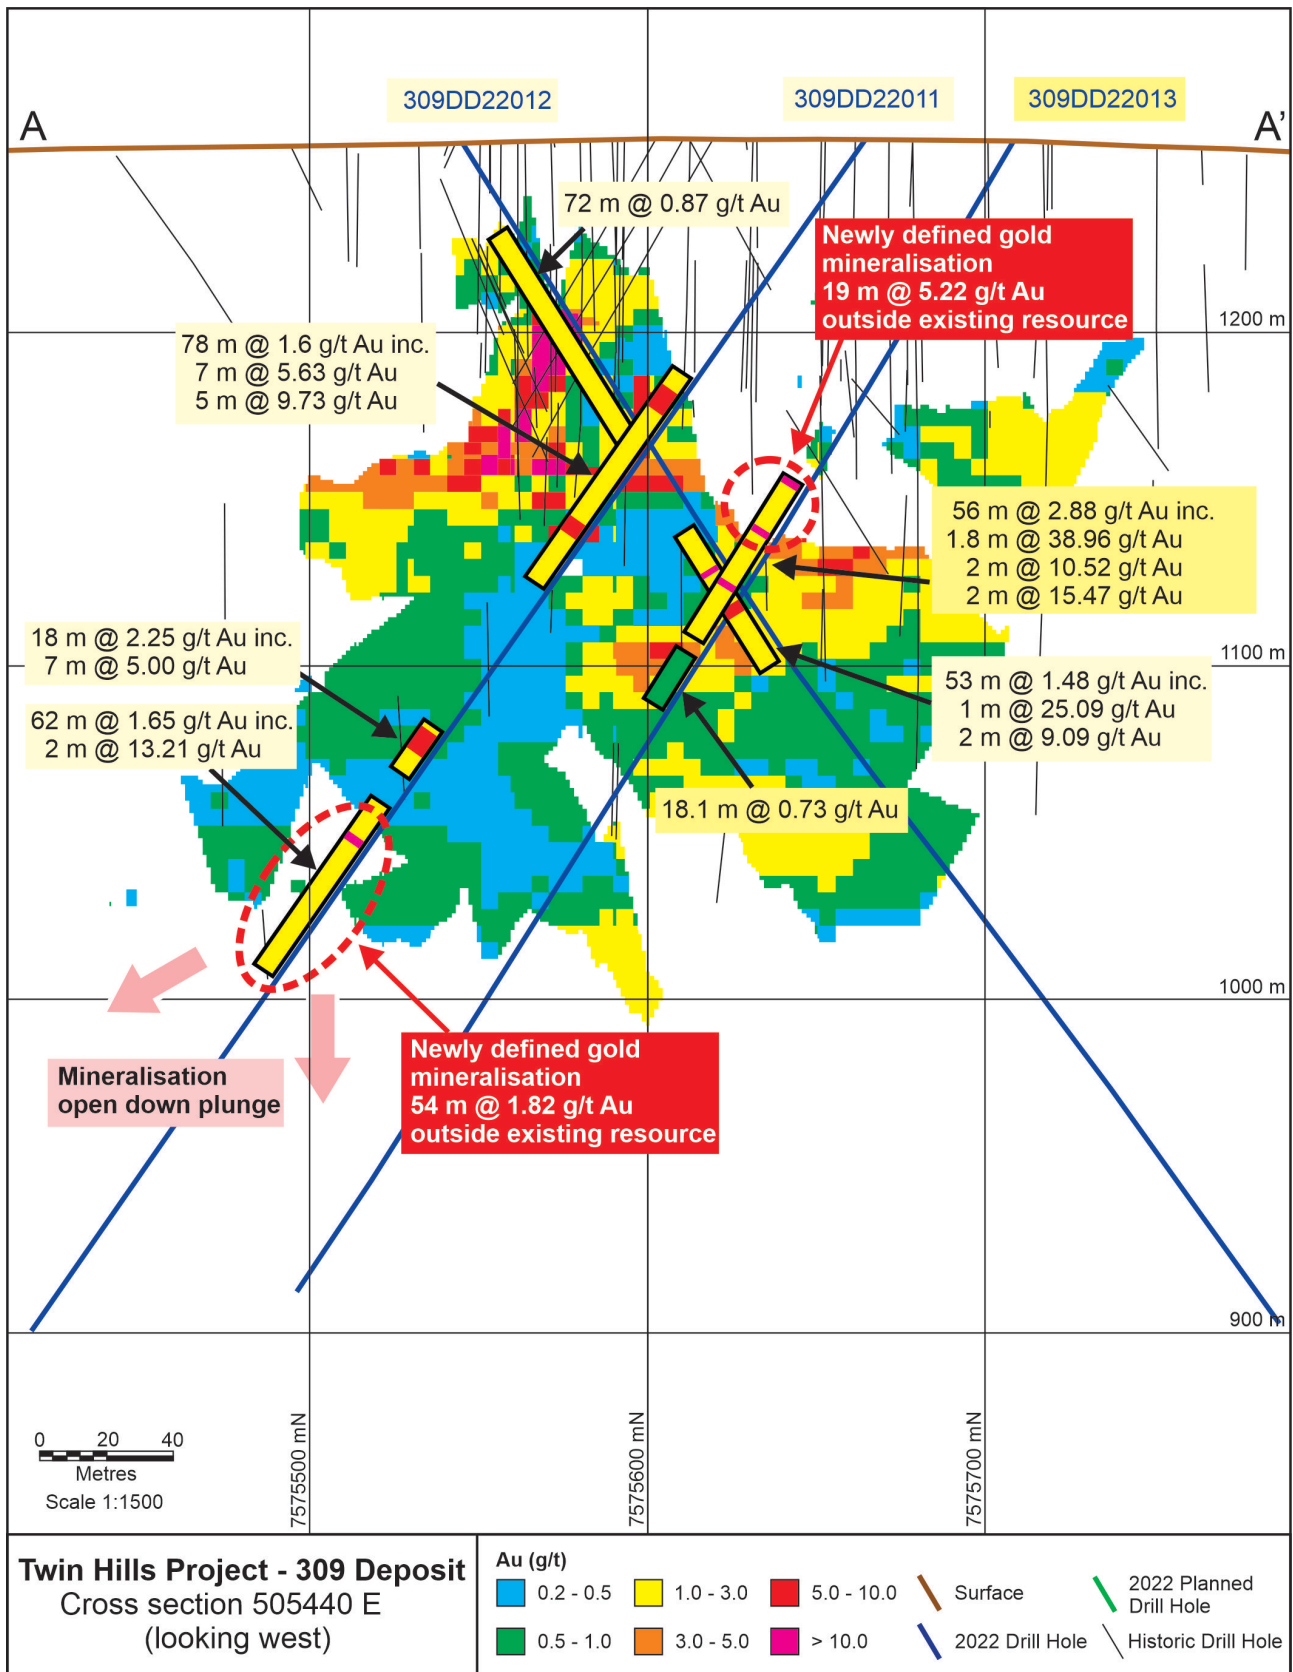 309DD22012
309DD22011
309DD22013
A
A'
72 m @ 0.87 g/t Au
Newly defined gold
mineralisation
19 m @ 5.22 g/t Au
outside existing resource
1200 m
78 m @ 1.6 g/t Au inc.
7 m @ 5.63 g/t Au
5 m @ 9.73 g/t Au
56 m @ 2.88 g/t Au inc.
1.8 m @ 38.96 g/t Au
2 m @ 10.52 g/t Au
2 m @ 15.47 g/t Au
18 m @ 2.25 g/t Au inc.
7 m @ 5.00 g/t Au
1100 m
53 m @ 1.48 g/t Au inc.
1 m @ 25.09 g/t Au
2 m @ 9.09 g/t Au
62 m @ 1.65 g/t Au inc.
2 m @ 13.21 g/t Au
18.1 m @ 0.73 g/t Au
1000 m
Newly defined gold
mineralisation
54 m @ 1.82 g/t Au
outside existing resource
Mineralisation
open down plunge
900 m
0 20 40
Metres
Scale 1:1500
7575500 mN
7575600 mN
7575700 mN
Twin Hills Project - 309 Deposit
Cross section 505440 E
(looking west)
Au (g/t)
0.2 - 0.5
1.0 - 3.0
5.0 - 10.0
Surface
2022 Planned
Drill Hole
0.5 - 1.0
3.0 - 5.0
> 10.0
2022 Drill Hole
Historic Drill Hole